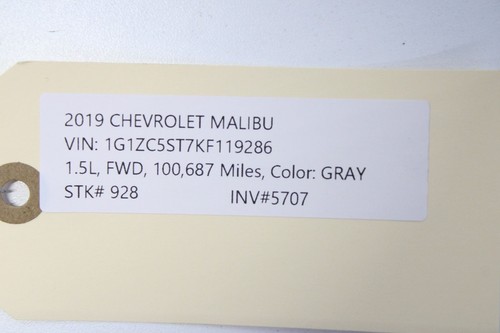 2019 CHEVROLET MALIBU
VIN: 1G1ZC5ST7KF119286
1.5L, FWD, 100,687 Miles, Color: GRAY
STK# 928 INV#5707